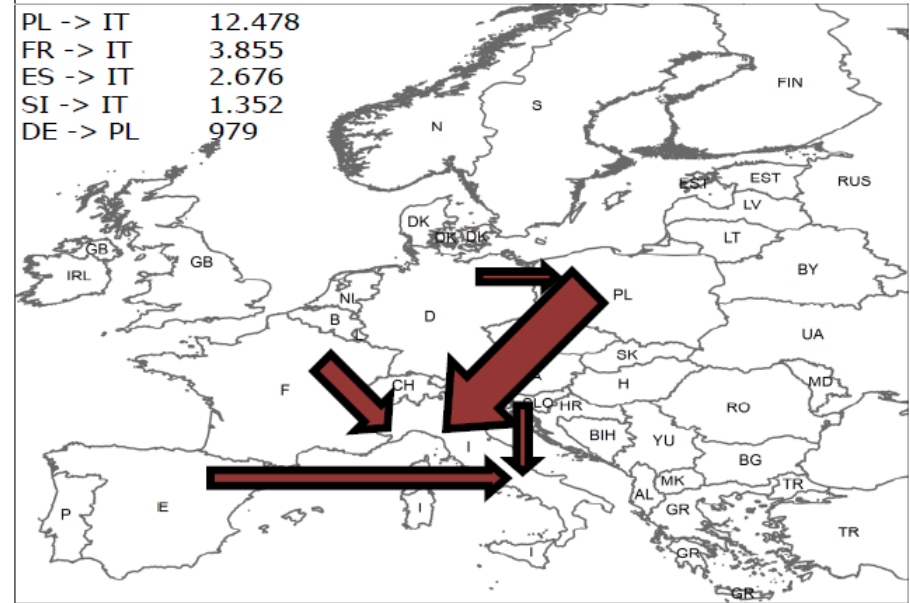 PL -> IT 12.478
FR -> IT 3.855
ES -> IT 2.676
SI -> IT 1.352
DE -> PL 979
FIN
S
N
EST
EST
RUS
LV
DK
DK
DK
LT
GB
GB
IRL
BY
NL
PL
B
D
L
UA
SK
CH
A
H
MD
F
SLO
HR
RO
BIH
YU
I
BG
MK
TR
AL
P
E
I
GR
TR
I
GR
GR